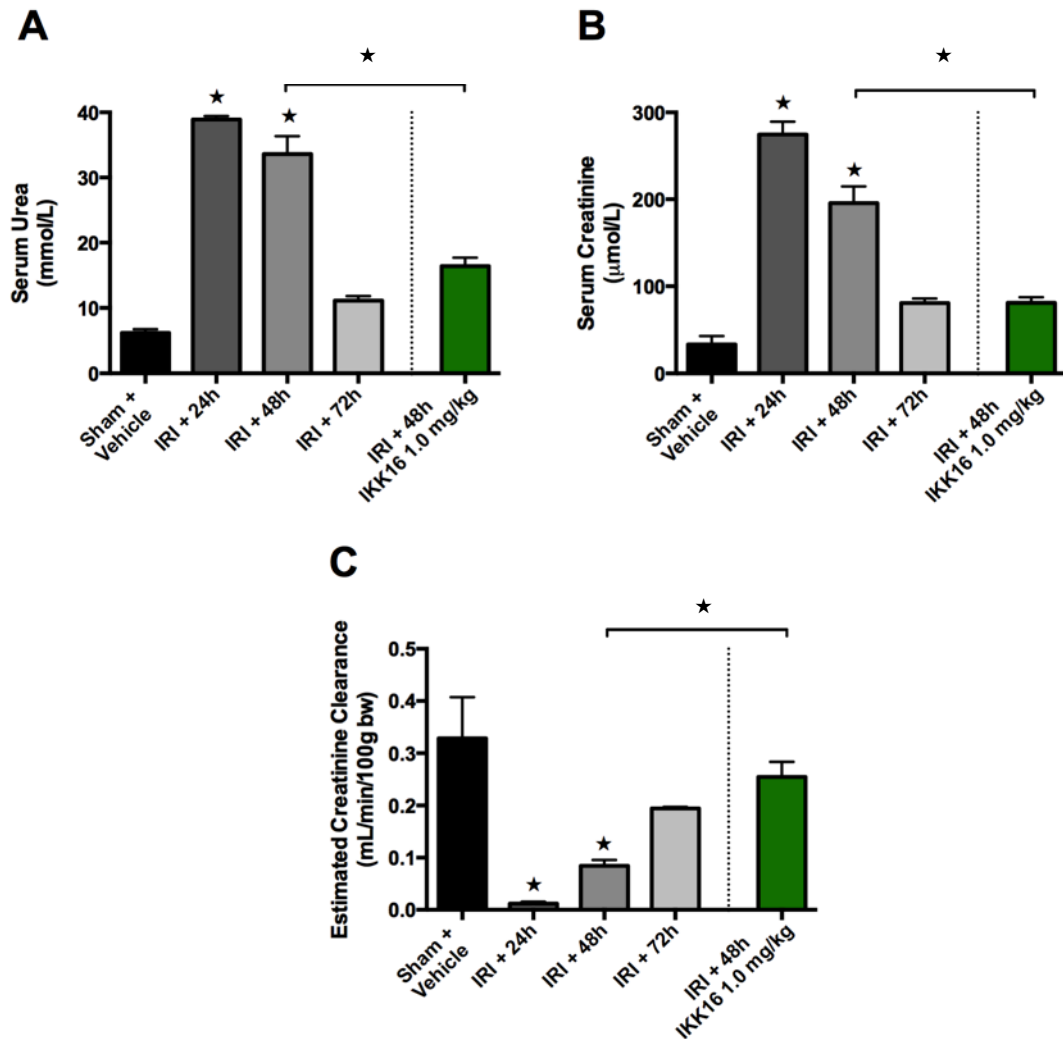 A
★
Serum Urea
(mmol/L)
40
30
20
10
0
★
★
Sham +
Vehicle
IRI + 24h
IRI + 48h
IRI + 72h
IRI + 48h
IKK16 1.0 mg/kg
B
★
Serum Creatinine
(μmol/L)
300
200
100
0
★
★
Sham +
Vehicle
IRI + 24h
IRI + 48h
IRI + 72h
IRI + 48h
IKK16 1.0 mg/kg
C
★
Estimated Creatinine Clearance
(mL/min/100g bw)
0.5
0.4
0.3
0.2
0.1
0.0
★
★
Sham +
Vehicle
IRI + 24h
IRI + 48h
IRI + 72h
IRI + 48h
IKK16 1.0 mg/kg